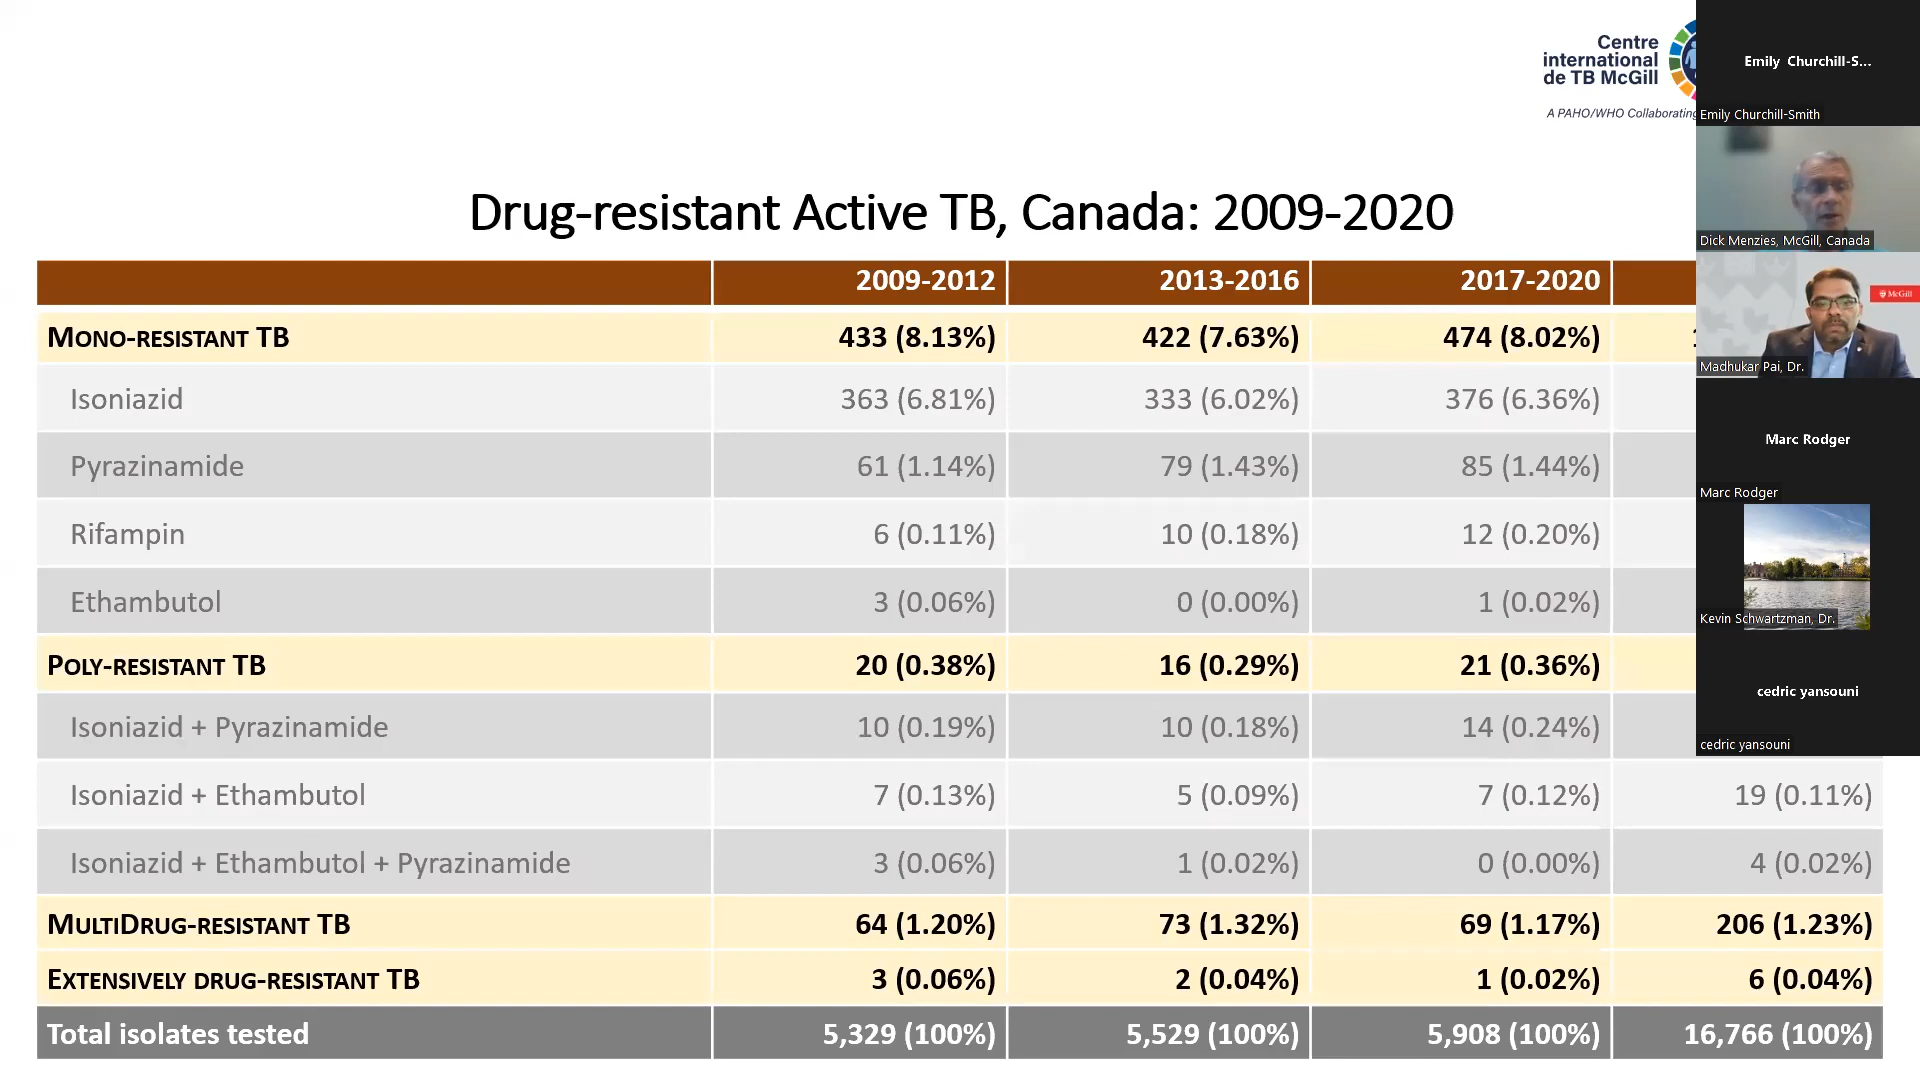 Centre
international
de TB McGill
A PAHO/WHO Collaborating
Drug-resistant Active TB, Canada: 2009-2020
2009-2012 2013-2016 2017-2020
MONO-RESISTANT TB 433 (8.13%) 422 (7.63%) 474 (8.02%)
Isoniazid 363 (6.81%) 333 (6.02%) 376 (6.36%)
Pyrazinamide 61 (1.14%) 79 (1.43%) 85 (1.44%)
Rifampin 6 (0.11%) 10 (0.18%) 12 (0.20%)
Ethambutol 3 (0.06%) 0 (0.00%) 1 (0.02%)
POLY-RESISTANT TB 20 (0.38%) 16 (0.29%) 21 (0.36%)
Isoniazid + Pyrazinamide 10 (0.19%) 10 (0.18%) 14 (0.24%)
Isoniazid + Ethambutol 7 (0.13%) 5 (0.09%) 7 (0.12%) 19 (0.11%)
Isoniazid + Ethambutol + Pyrazinamide 3 (0.06%) 1 (0.02%) 0 (0.00%) 4 (0.02%)
MULTIDRUG-RESISTANT TB 64 (1.20%) 73 (1.32%) 69 (1.17%) 206 (1.23%)
EXTENSIVELY DRUG-RESISTANT TB 3 (0.06%) 2 (0.04%) 1 (0.02%) 6 (0.04%)
Total isolates tested 5,329 (100%) 5,529 (100%) 5,908 (100%) 16,766 (100%)
Emily Churchill-S...
Emily Churchill-Smith
Dick Menzies, McGill, Canada
McGill
Madhukar Pai, Dr.
Marc Rodger
Marc Rodger
Kevin Schwartzman, Dr.
cedric yansouni
cedric yansouni